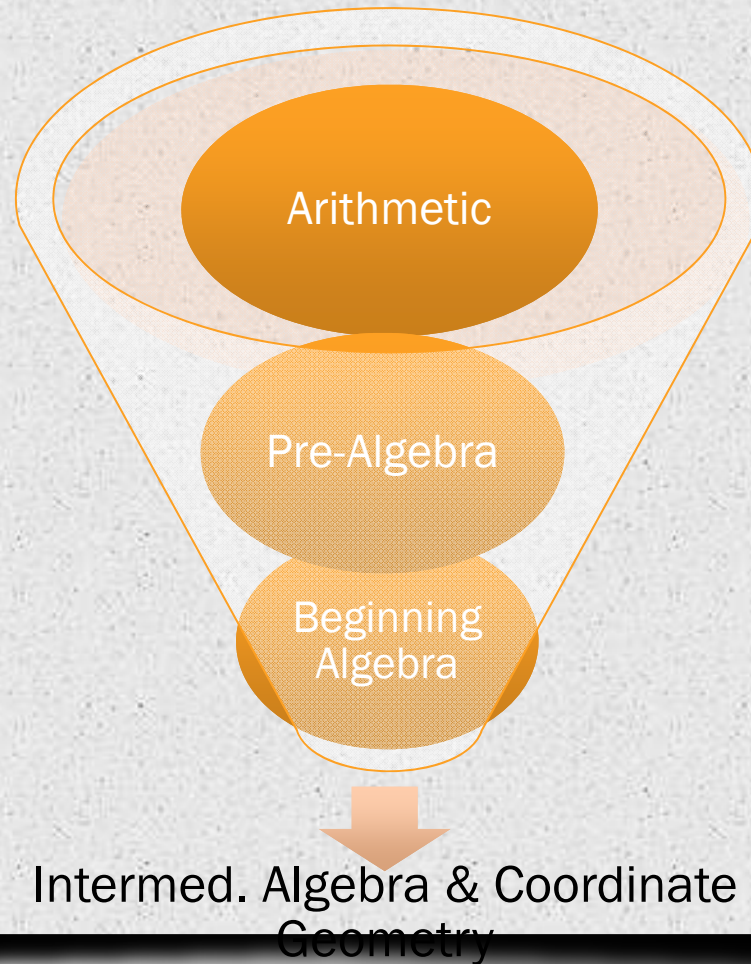 Arithmetic
Pre-Algebra
Beginning
Algebra
Intermed. Algebra & Coordinate
Geometry